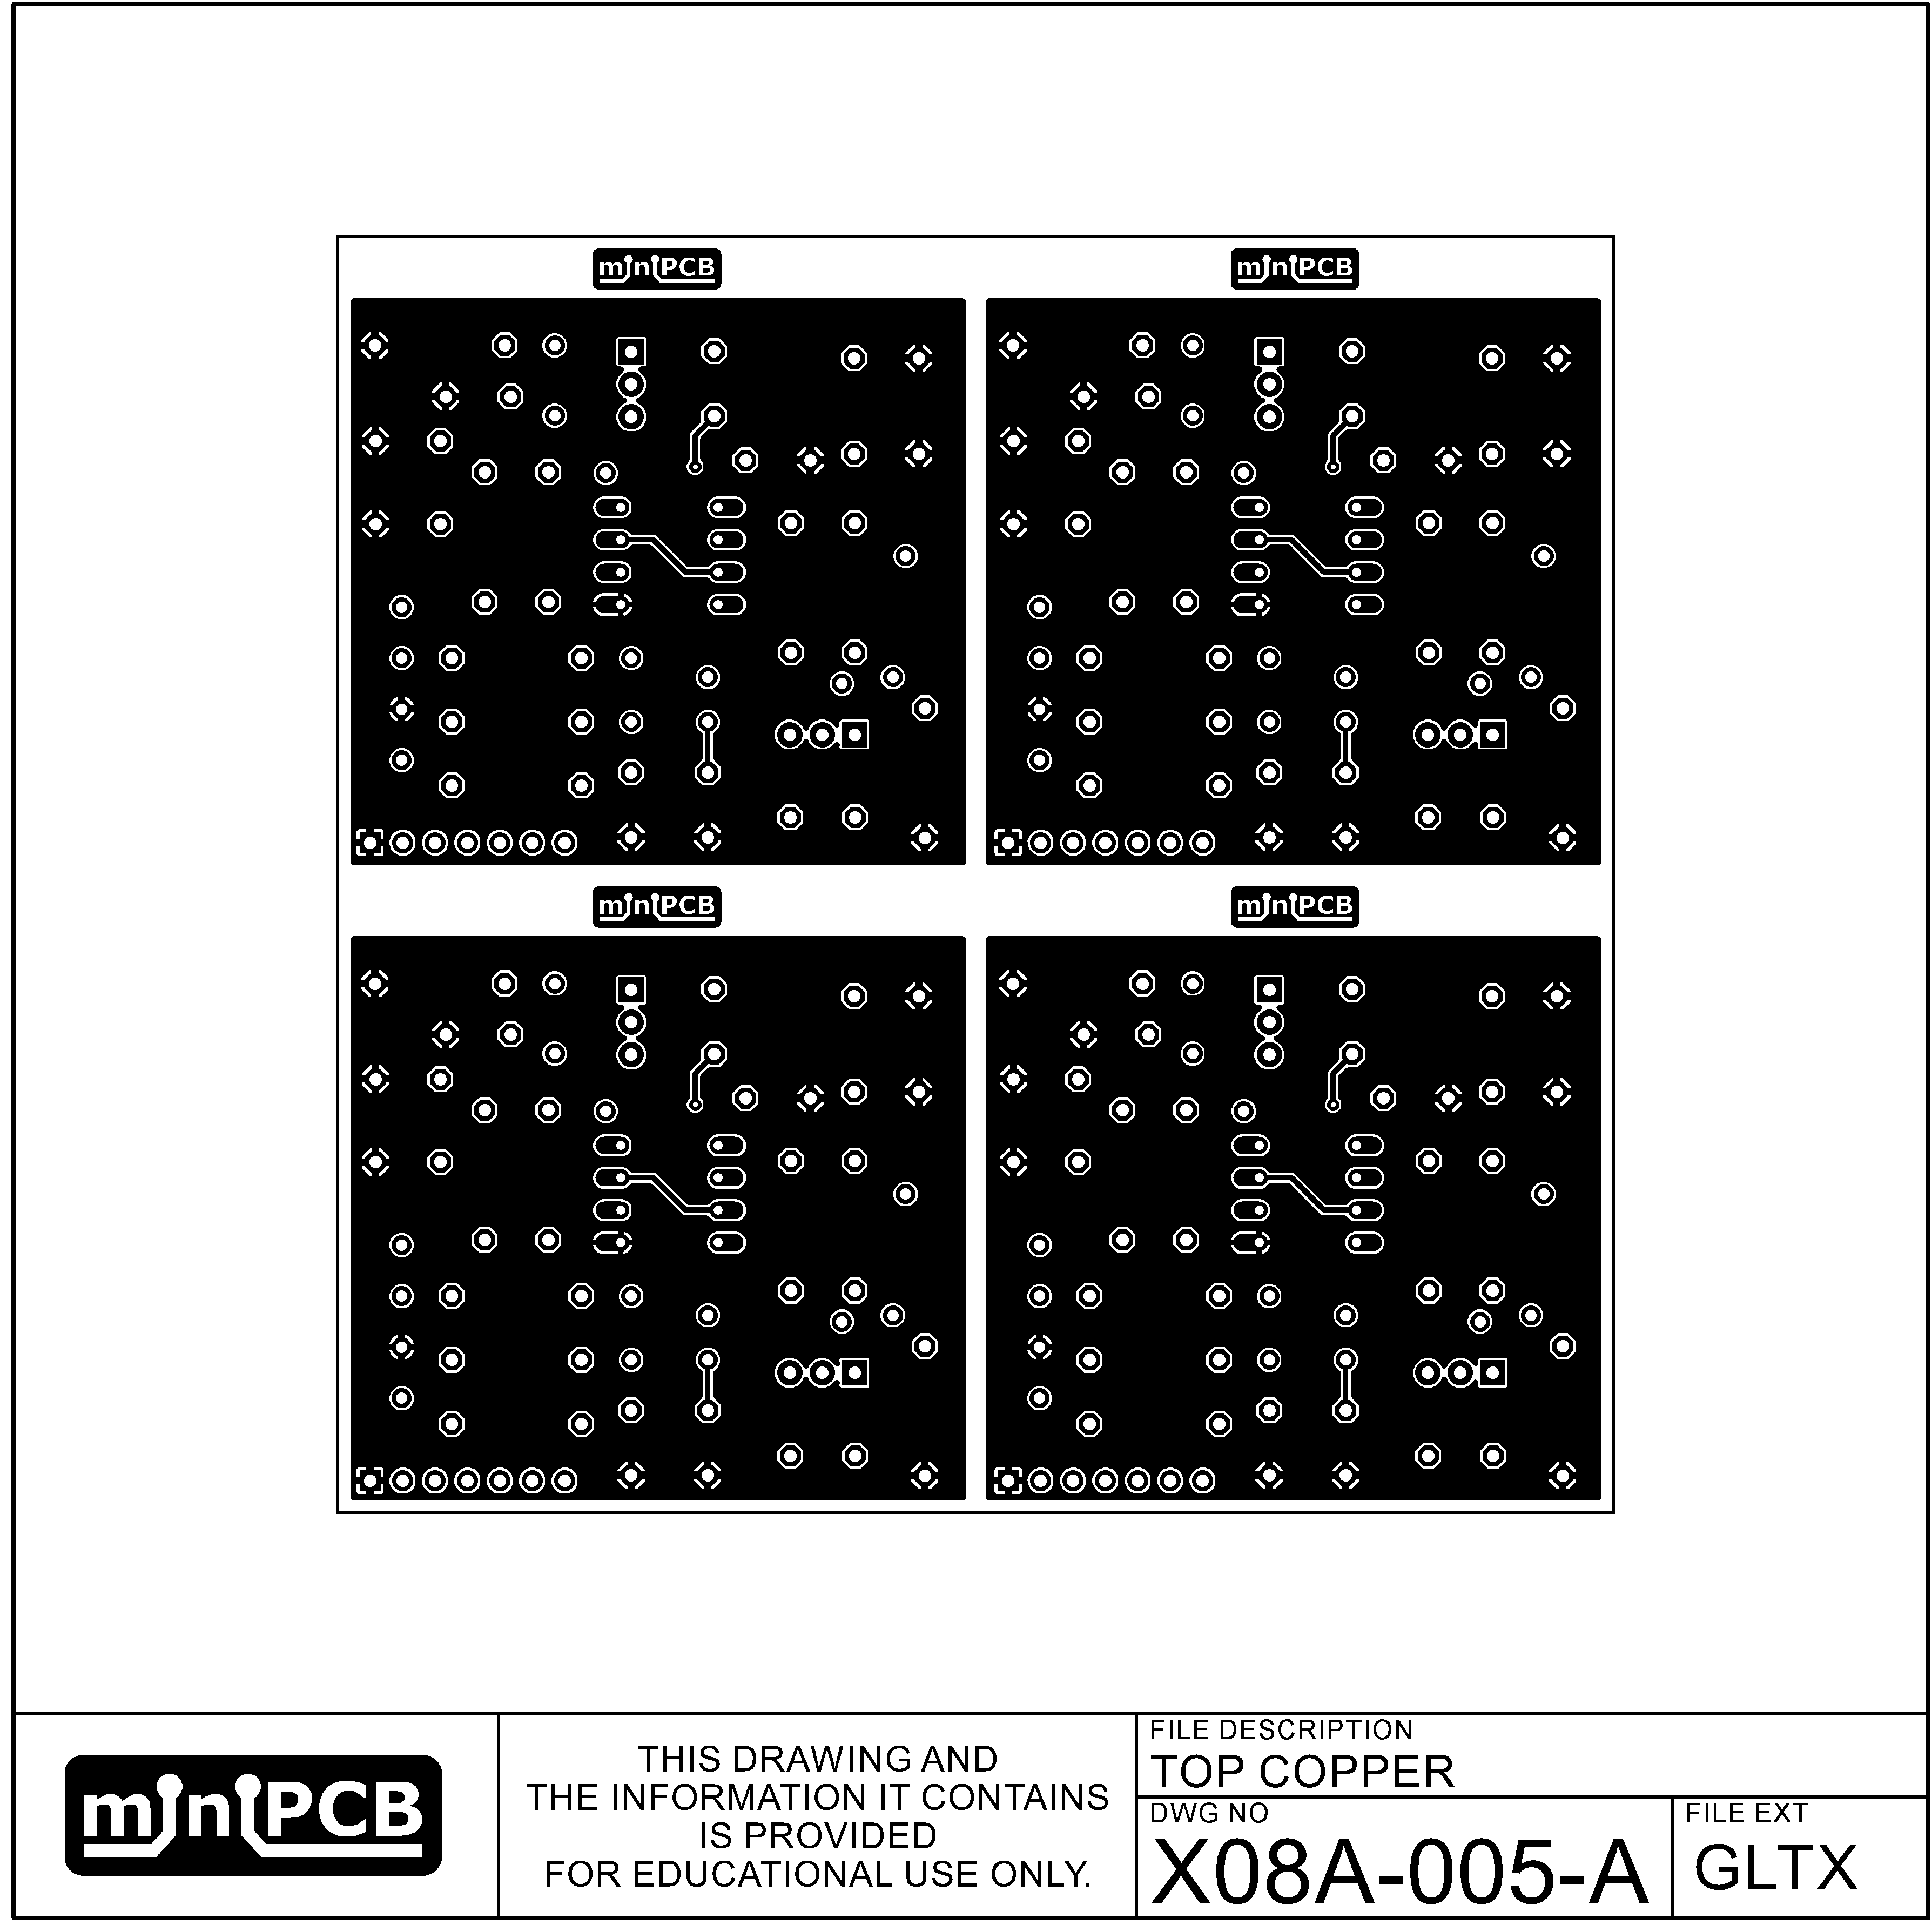 miniPCB
miniPCB
miniPCB
miniPCB
miniPCB
THIS DRAWING AND
THE INFORMATION IT CONTAINS
IS PROVIDED
FOR EDUCATIONAL USE ONLY.
FILE DESCRIPTION
TOP COPPER
DWG NO
X08A-005-A
FILE EXT
GLTX